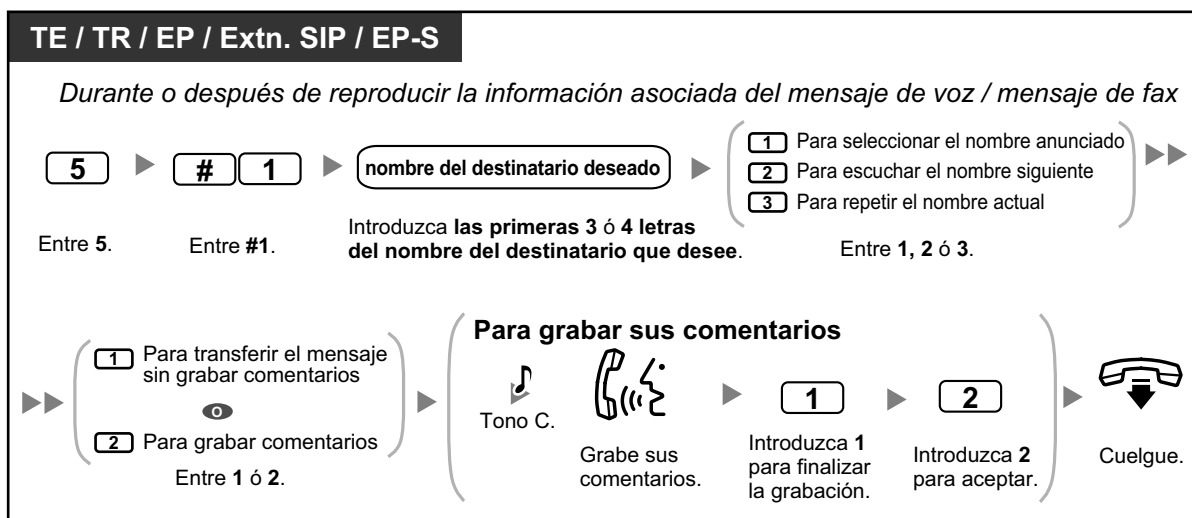 TE / TR / EP / Extn. SIP / EP-S
Durante o después de reproducir la información asociada del mensaje de voz / mensaje de fax
5
# 1
nombre del destinatario deseado
1 Para seleccionar el nombre anunciado
2 Para escuchar el nombre siguiente
3 Para repetir el nombre actual
Entre 5.
Entre #1.
Introduzca las primeras 3 ó 4 letras
del nombre del destinatario que desee.
Entre 1, 2 ó 3.
1 Para transferir el mensaje
sin grabar comentarios
O
2 Para grabar comentarios
Entre 1 ó 2.
Para grabar sus comentarios
Tono C.
Grabe sus
comentarios.
1
Introduzca 1
para finalizar
la grabación.
2
Introduzca 2
para aceptar.
Cuelgue.